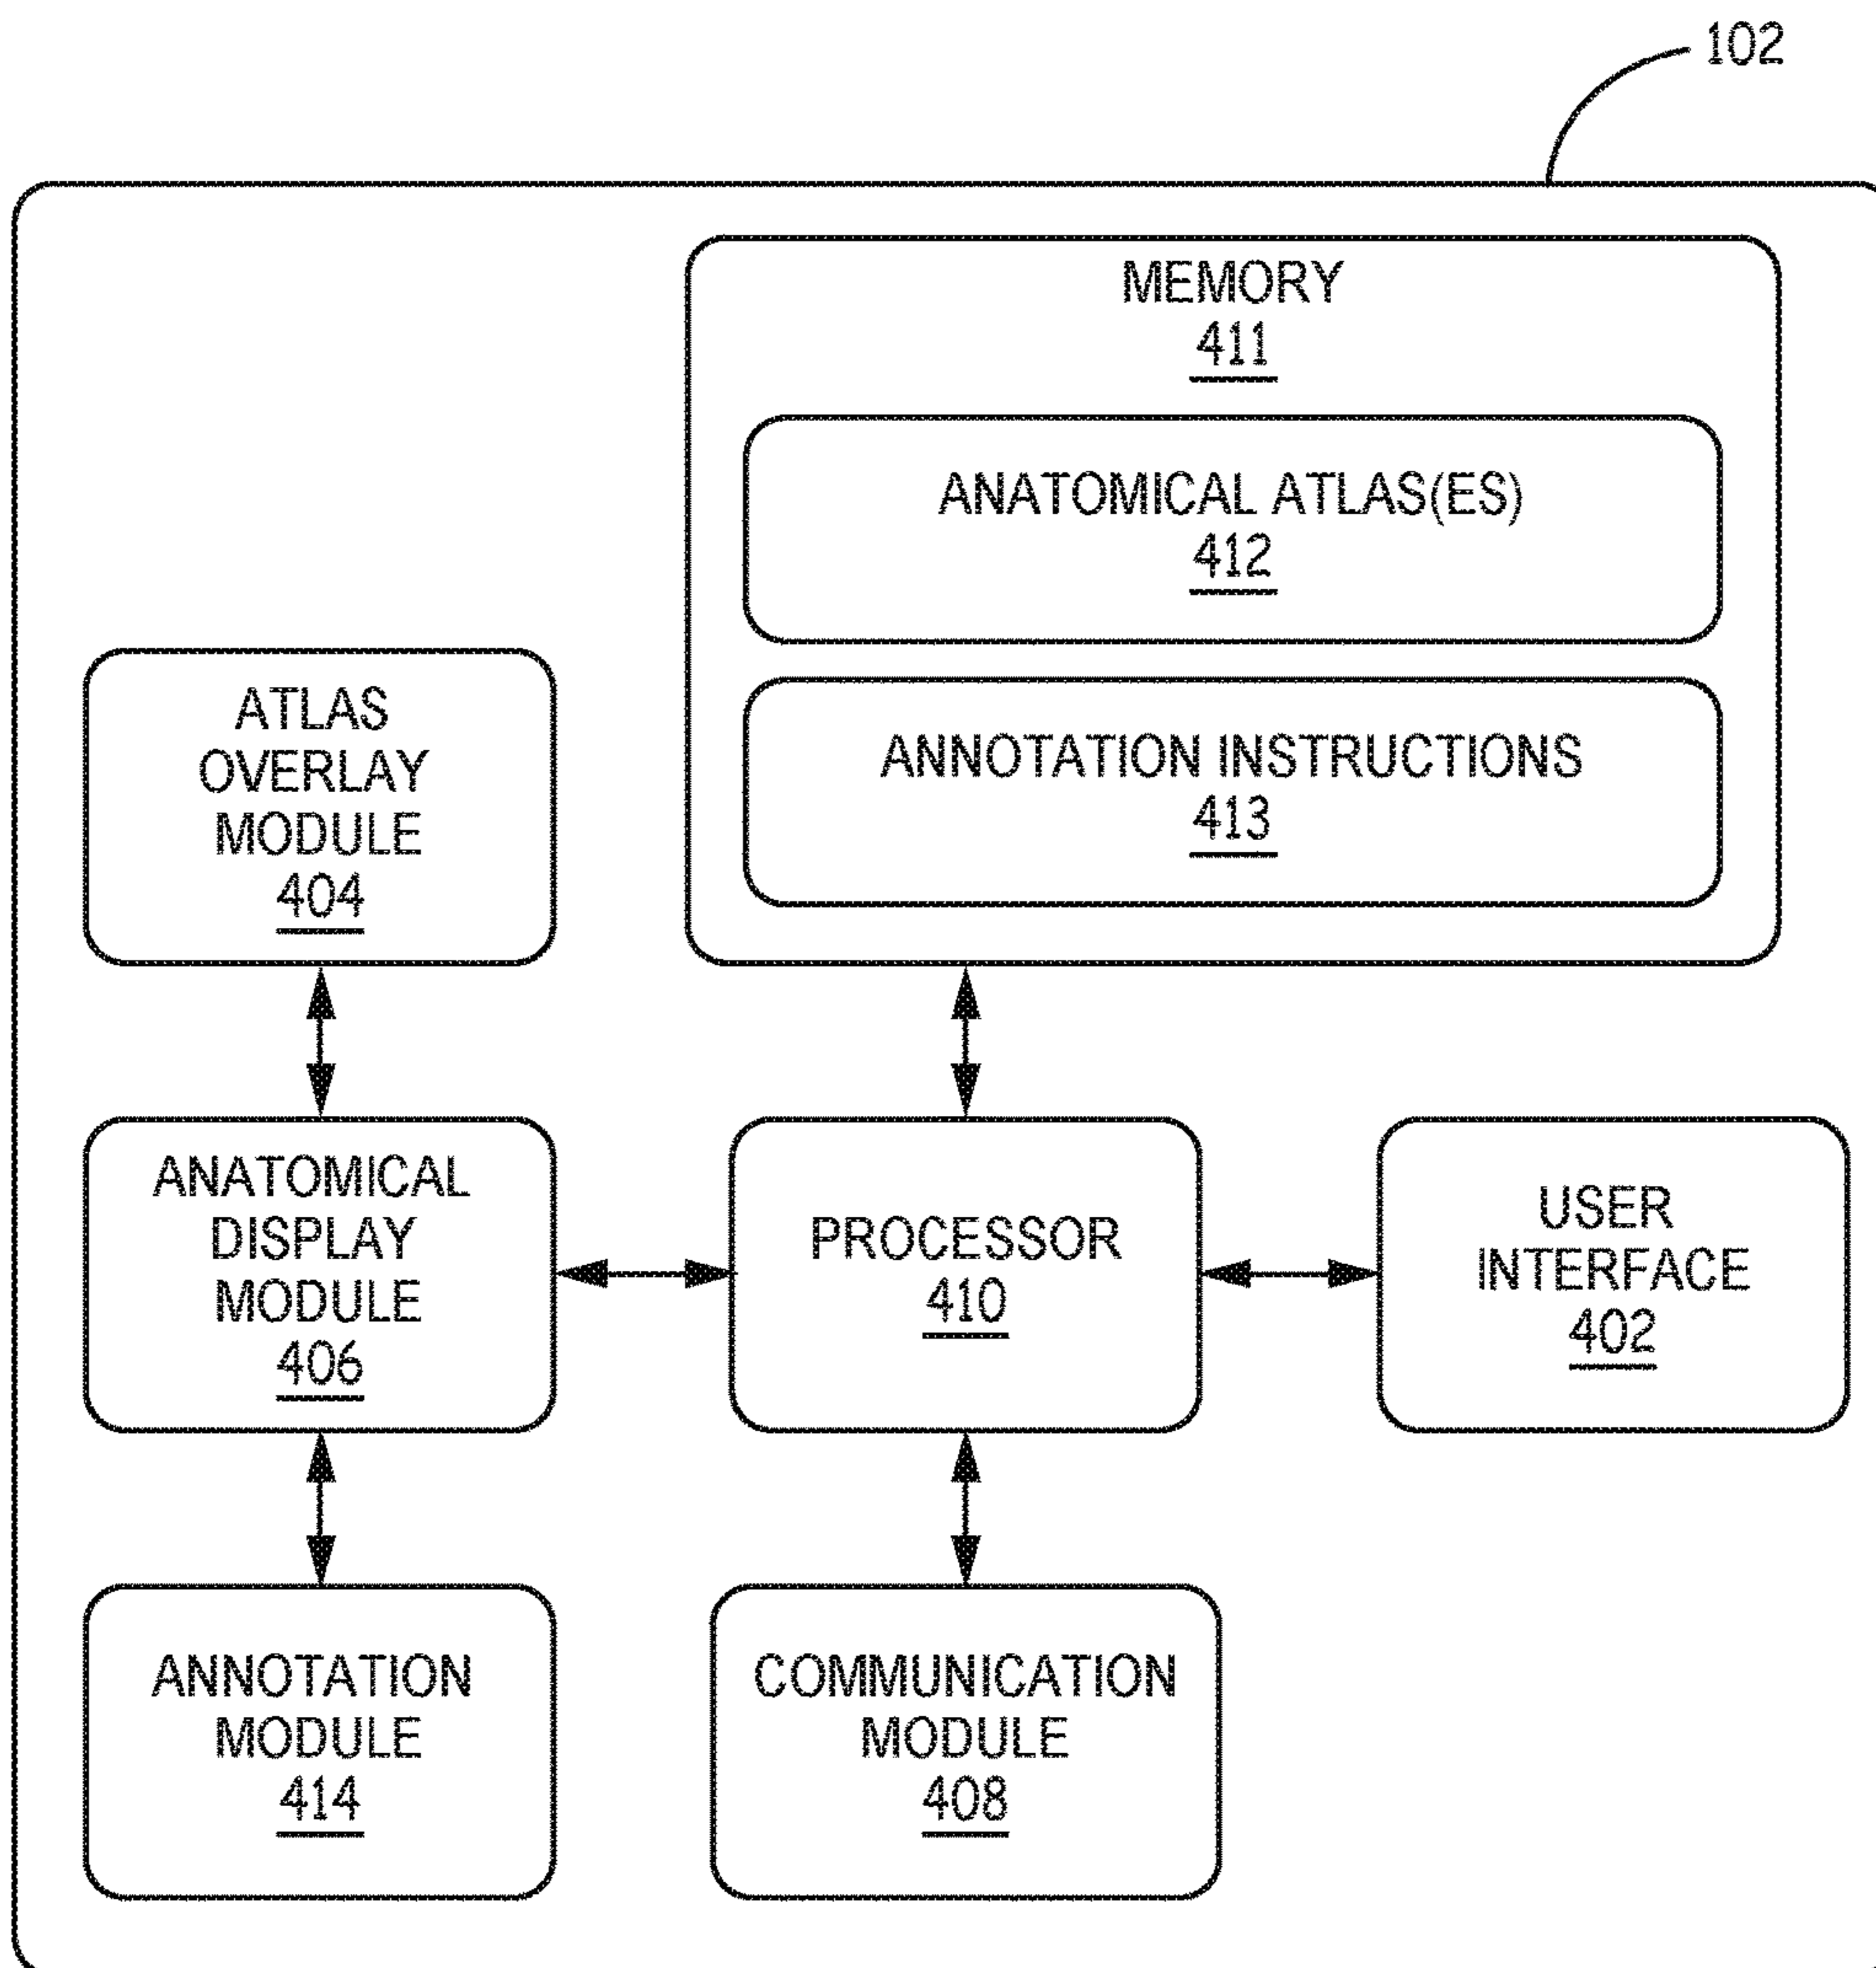 102
MEMORY
411
ANATOMICAL ATLAS(ES)
412
ANNOTATION INSTRUCTIONS
413
ATLAS
OVERLAY
MODULE
404
ANATOMICAL
DISPLAY
MODULE
406
PROCESSOR
410
USER
INTERFACE
402
ANNOTATION
MODULE
414
COMMUNICATION
MODULE
408